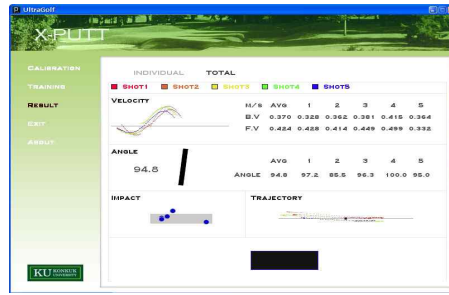 UltraGolf
X-PUTT
CALIBRATION
TRAINING
RESULT
EXIT
ABOUT
INDIVIDUAL TOTAL
SHOT1 SHOT2 SHOT3 SHOT4 SHOT5
VELOCITY
M/S AVG 1 2 3 4 5
B.V 0.370 0.328 0.362 0.381 0.415 0.364
F.V 0.424 0.428 0.414 0.449 0.499 0.332
ANGLE
94.8
AVG 1 2 3 4 5
ANGLE 94.8 97.2 85.5 96.3 100.0 95.0
IMPACT
TRAJECTORY
KU KONKUK
UNIVERSITY